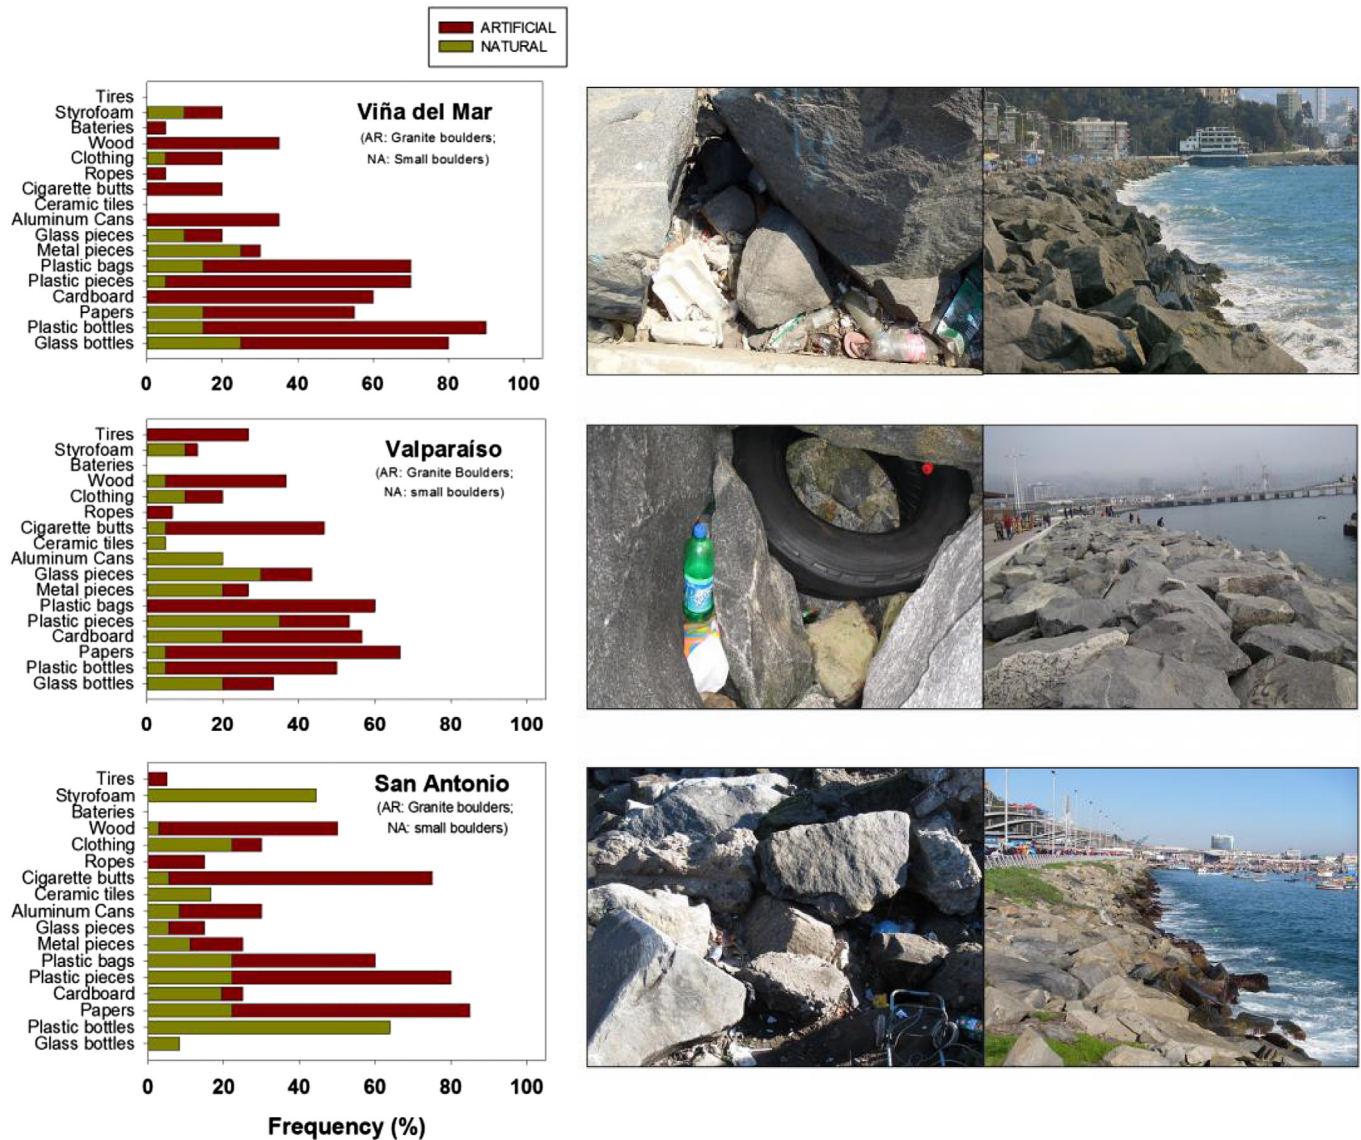 ARTIFICIAL
NATURAL
Viña del Mar
(AR: Granite boulders;
NA: Small boulders)
Tires
Styrofoam
Bateries
Wood
Clothing
Ropes
Cigarette butts
Ceramic tiles
Aluminum Cans
Glass pieces
Metal pieces
Plastic bags
Plastic pieces
Cardboard
Papers
Plastic bottles
Glass bottles
0 20 40 60 80 100
Valparaíso
(AR: Granite Boulders;
NA: small boulders)
Tires
Styrofoam
Bateries
Wood
Clothing
Ropes
Cigarette butts
Ceramic tiles
Aluminum Cans
Glass pieces
Metal pieces
Plastic bags
Plastic pieces
Cardboard
Papers
Plastic bottles
Glass bottles
0 20 40 60 80 100
San Antonio
(AR: Granite boulders;
NA: small boulders)
Tires
Styrofoam
Bateries
Wood
Clothing
Ropes
Cigarette butts
Ceramic tiles
Aluminum Cans
Glass pieces
Metal pieces
Plastic bags
Plastic pieces
Cardboard
Papers
Plastic bottles
Glass bottles
0 20 40 60 80 100
Frequency (%)